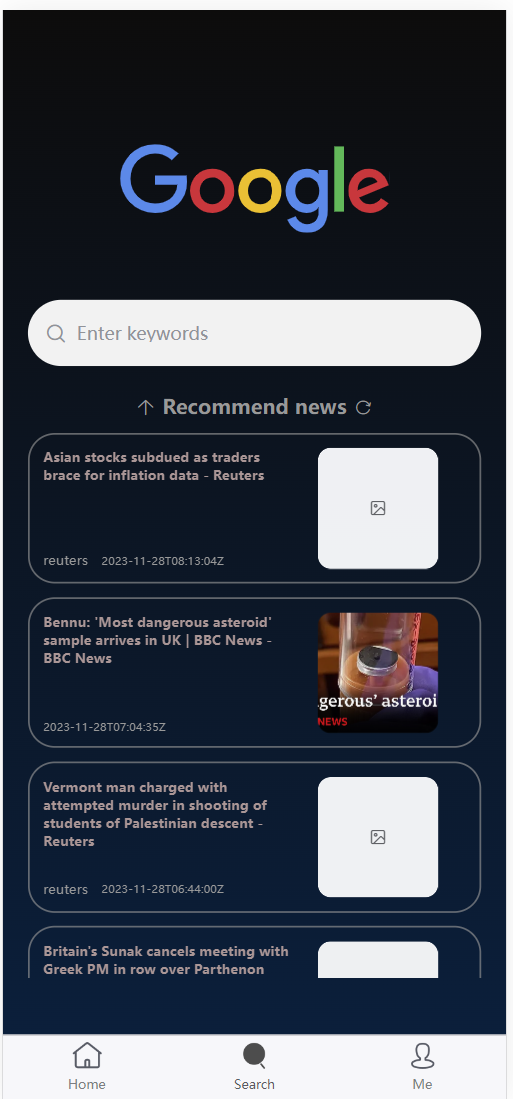 Google
Enter keywords
Recommend news
Asian stocks subdued as traders
brace for inflation data - Reuters
reuters 2023-11-28T08:13:04Z
Bennu: 'Most dangerous asteroid'
sample arrives in UK | BBC News -
BBC News
gerous' asteroi
NEWS
2023-11-28T07:04:35Z
Vermont man charged with
attempted murder in shooting of
students of Palestinian descent -
Reuters
reuters 2023-11-28T06:44:00Z
Britain's Sunak cancels meeting with
Greek PM in row over Parthenon
Home Search Me